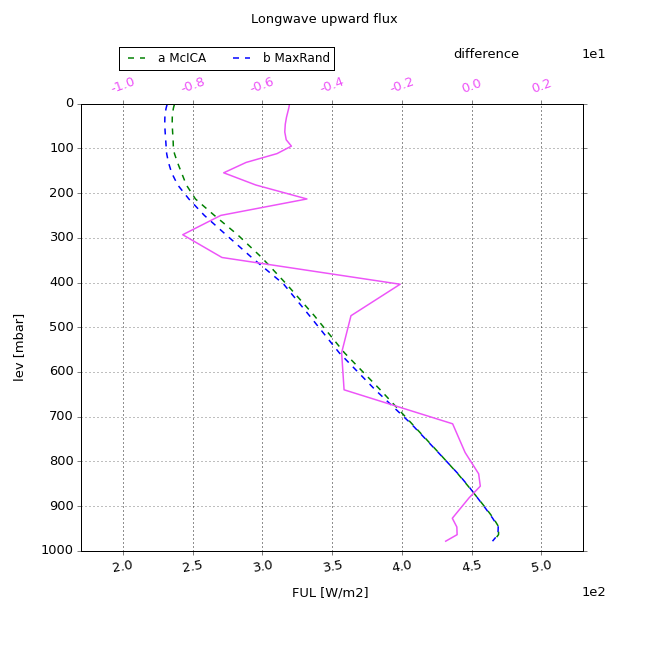 Longwave upward flux
a McICA b MaxRand difference 1e1
-1.0 -0.8 -0.6 -0.4 -0.2 0.0 0.2
0
100
200
300
400
500
600
700
800
900
1000
lev [mbar]
2.0 2.5 3.0 3.5 4.0 4.5 5.0
FUL [W/m2] 1e2